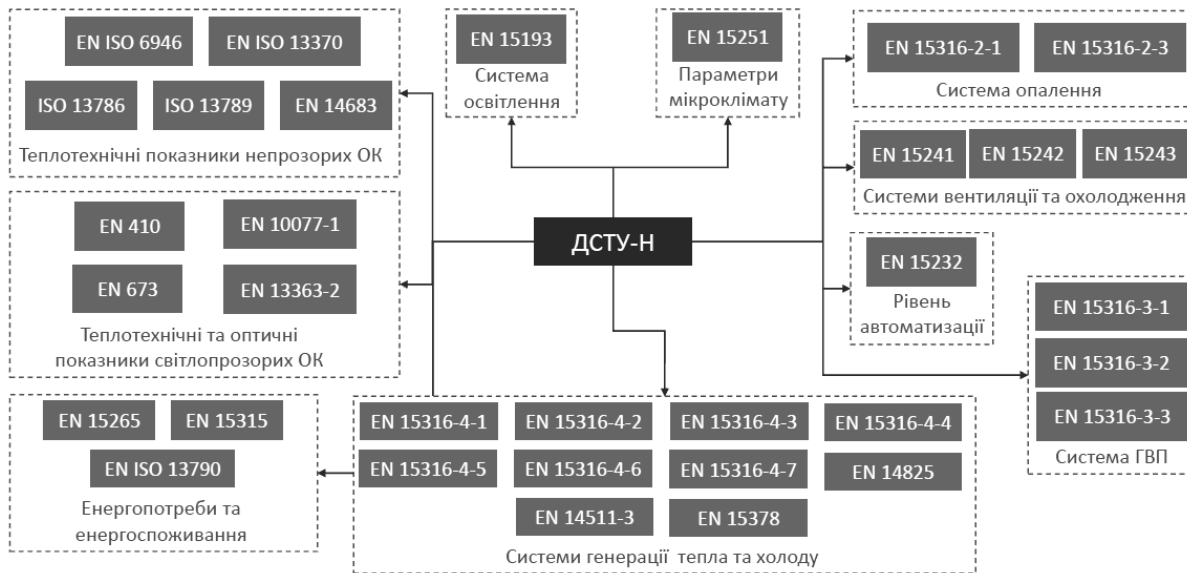 EN ISO 6946
EN ISO 13370
ISO 13786
ISO 13789
EN 14683
Теплотехнічні показники непрозорих ОК
EN 15193
Система
освітлення
EN 15251
Параметри
мікроклімату
EN 15316-2-1
EN 15316-2-3
Система опалення
EN 15241
EN 15242
EN 15243
Системи вентиляції та охолодження
EN 410
EN 10077-1
EN 673
EN 13363-2
Теплотехнічні та оптичні
показники світлопрозорих ОК
ДСТУ-Н
EN 15232
Рівень
автоматизації
EN 15316-3-1
EN 15316-3-2
EN 15316-3-3
Система ГВП
EN 15265
EN 15315
EN ISO 13790
Енергопотреби та
енергоспоживання
EN 15316-4-1
EN 15316-4-2
EN 15316-4-3
EN 15316-4-4
EN 15316-4-5
EN 15316-4-6
EN 15316-4-7
EN 14825
EN 14511-3
EN 15378
Системи генерації тепла та холоду